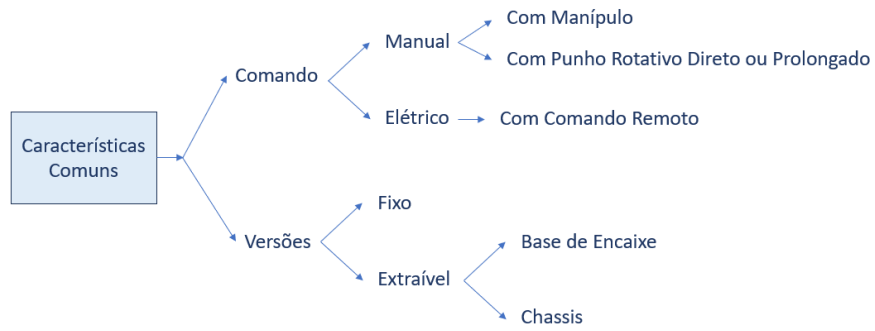 Características
Comuns
Comando
Manual
Com Manípulo
Com Punho Rotativo Direto ou Prolongado
Elétrico
Com Comando Remoto
Versões
Fixo
Extraível
Base de Encaixe
Chassis